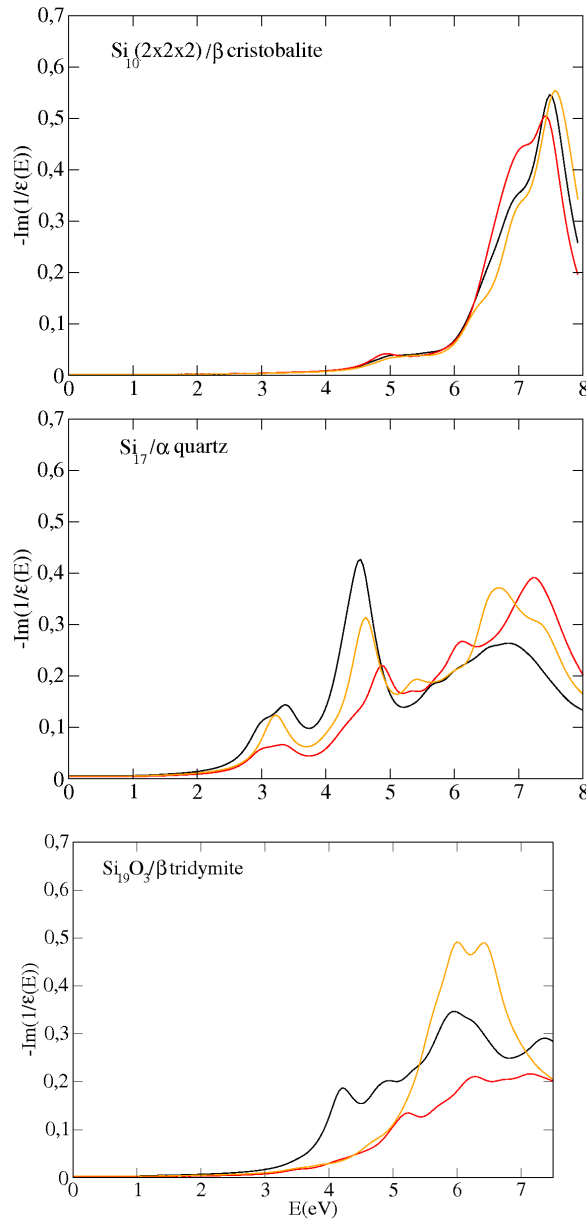 Si10(2x2x2)/β cristobalite
-Im(1/ε(E))
0,7
0,6
0,5
0,4
0,3
0,2
0,1
0
0 1 2 3 4 5 6 7 8
Si17/α quartz
-Im(1/ε(E))
0,7
0,6
0,5
0,4
0,3
0,2
0,1
0
0 1 2 3 4 5 6 7 8
Si19O3/β tridymite
-Im(1/ε(E))
0,7
0,6
0,5
0,4
0,3
0,2
0,1
0
0 1 2 3 4 5 6 7
E(eV)